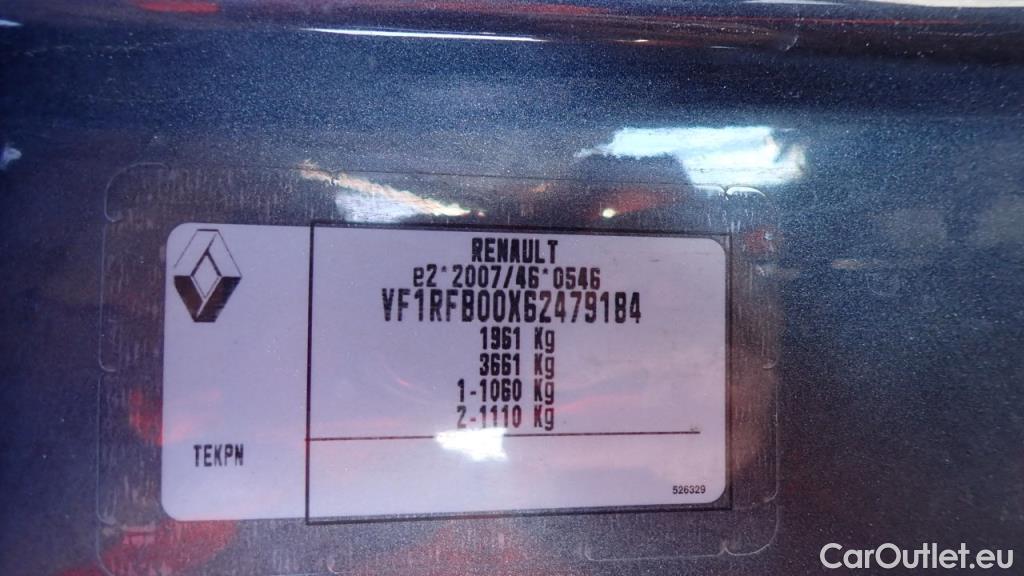 RENAULT
e2*2007/46*0546
VF1RFB00X62479184
1961 Kg
3661 Kg
1-1060 Kg
2-1110 Kg
TEKPN
526329
CarOutlet.eu